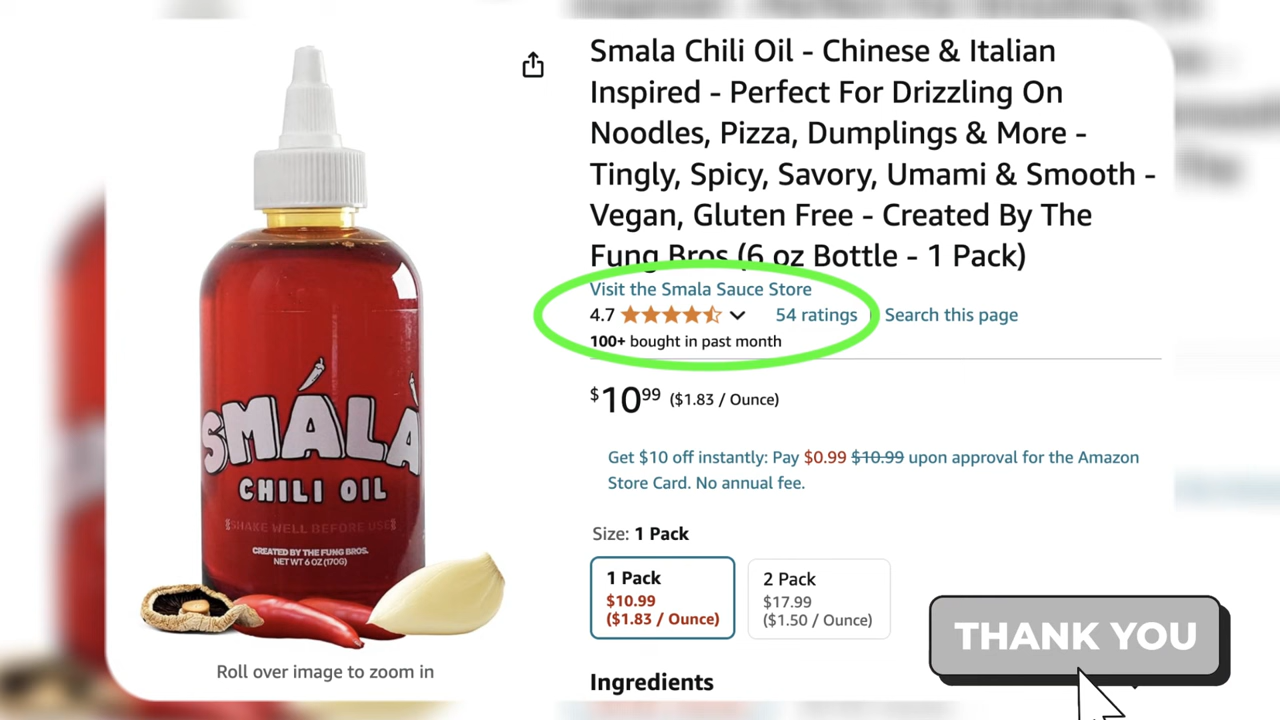 Smala Chili Oil - Chinese & Italian
Inspired - Perfect For Drizzling On
Noodles, Pizza, Dumplings & More -
Tingly, Spicy, Savory, Umami & Smooth -
Vegan, Gluten Free - Created By The
Fung Bros (6 oz Bottle - 1 Pack)
Visit the Smala Sauce Store
4.7 54 ratings Search this page
100+ bought in past month
$10.99 ($1.83 / Ounce)
Get $10 off instantly: Pay $0.99 $10.99 upon approval for the Amazon
Store Card. No annual fee.
Size: 1 Pack
1 Pack
$10.99
($1.83 / Ounce)
2 Pack
$17.99
($1.50 / Ounce)
Ingredients
SMÁLÀ
CHILI OIL
SHAKE WELL BEFORE USE
CREATED BY THE FUNG BROS.
NET WT 6 OZ (170G)
Roll over image to zoom in
THANK YOU